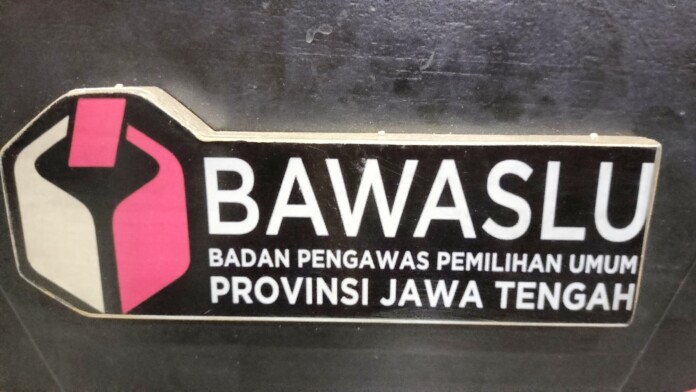 BAWASLU
BADAN PENGAWAS PEMILIHAN UMUM
PROVINSI JAWA TENGAH